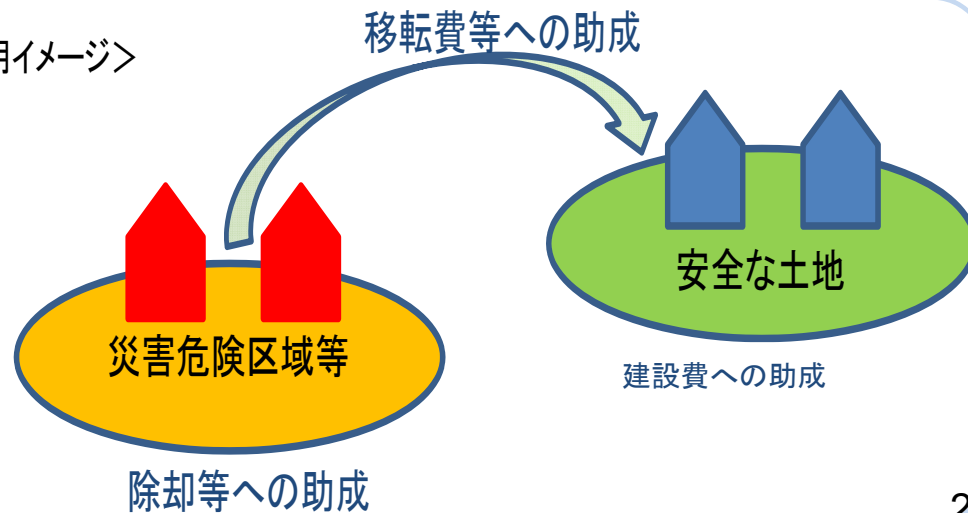 移転費等への助成
用イメージ＞
安全な土地
災害危険区域等
建設費への助成
除却等への助成
2